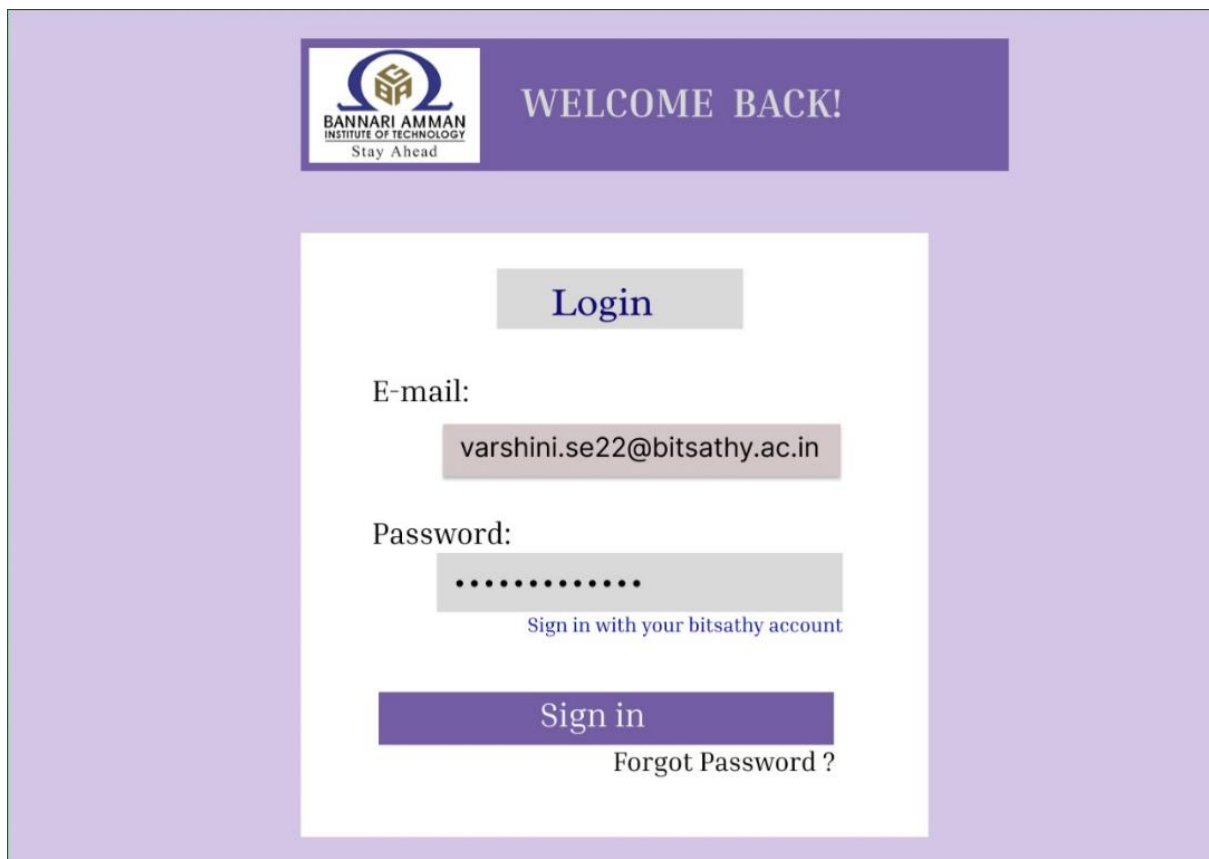 GBA
BANNARI AMMAN
INSTITUTE OF TECHNOLOGY
Stay Ahead
WELCOME BACK!
Login
E-mail:
varshini.se22@bitsathy.ac.in
Password:
•••••••••••••
Sign in with your bitsathy account
Sign in
Forgot Password ?